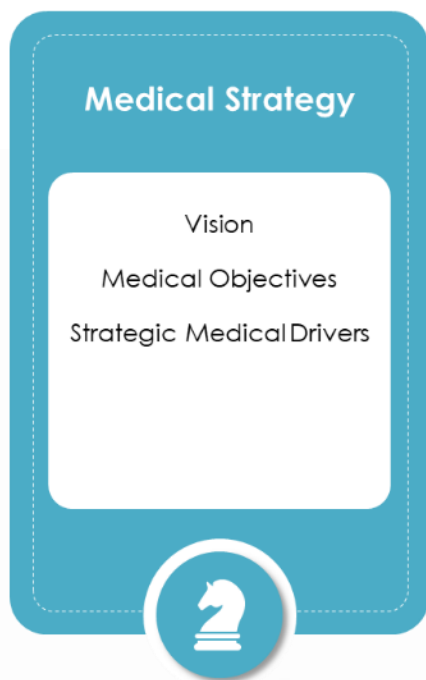 Medical Strategy
Vision
Medical Objectives
Strategic Medical Drivers